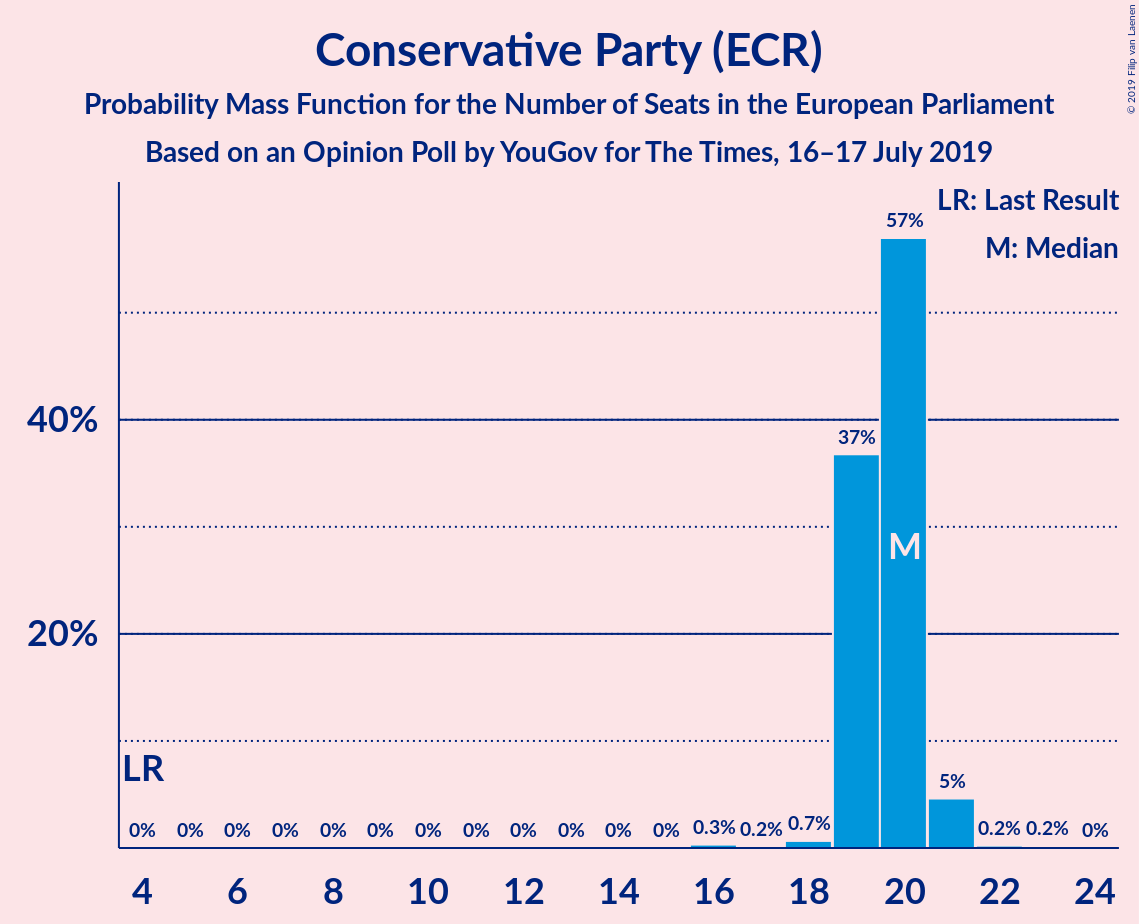 Conservative Party (ECR)
Probability Mass Function for the Number of Seats in the European Parliament
Based on an Opinion Poll by YouGov for The Times, 16–17 July 2019
© 2019 Filip van Laenen
LR: Last Result
M: Median
57%
40%
37%
M
20%
LR
5%
0% 0% 0% 0% 0% 0% 0% 0% 0% 0% 0% 0% 0.3% 0.2% 0.7% 0.2% 0.2% 0%
4 6 8 10 12 14 16 18 20 22 24